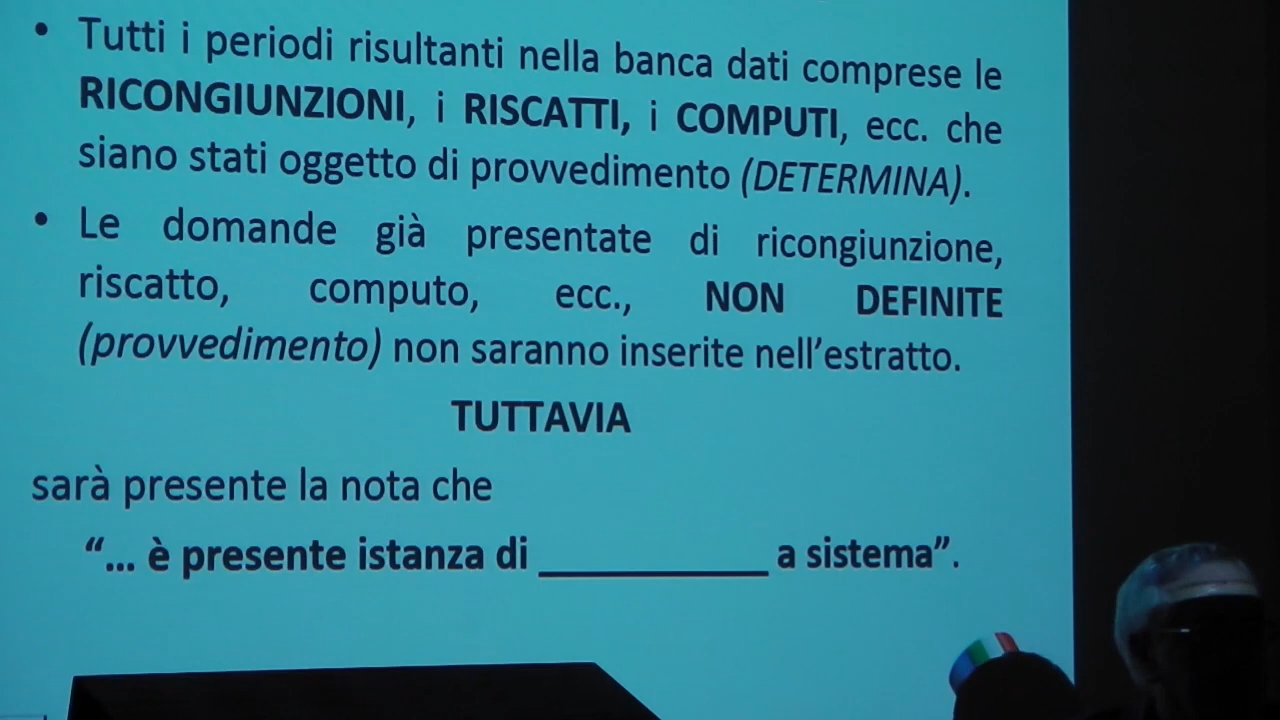 • Tutti i periodi risultanti nella banca dati comprese le
RICONGIUNZIONI, i RISCATTI, i COMPUTI, ecc. che
siano stati oggetto di provvedimento (DETERMINA).
• Le domande già presentate di ricongiunzione,
riscatto, computo, ecc., NON DEFINITE
(provvedimento) non saranno inserite nell'estratto.
TUTTAVIA
sarà presente la nota che
“... è presente istanza di __________ a sistema”.